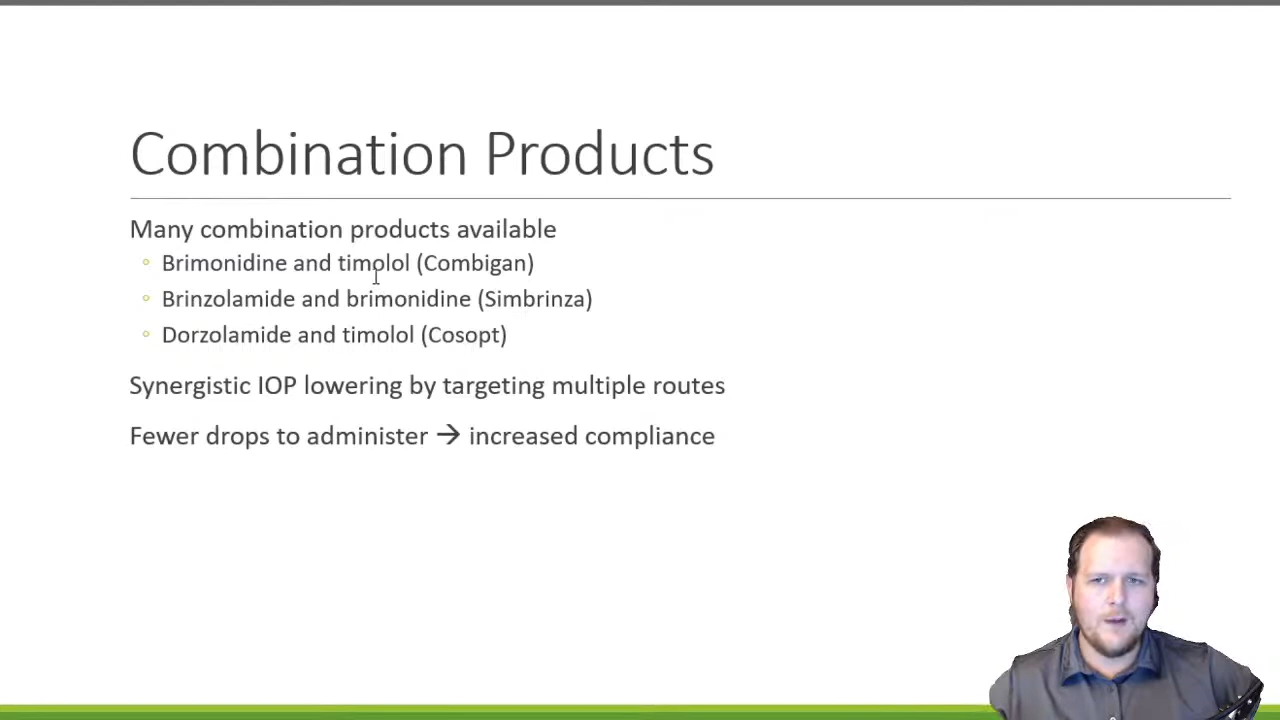 Combination Products
Many combination products available
◦ Brimonidine and timolol (Combigan)
◦ Brinzolamide and brimonidine (Simbrinza)
◦ Dorzolamide and timolol (Cosopt)
Synergistic IOP lowering by targeting multiple routes
Fewer drops to administer → increased compliance